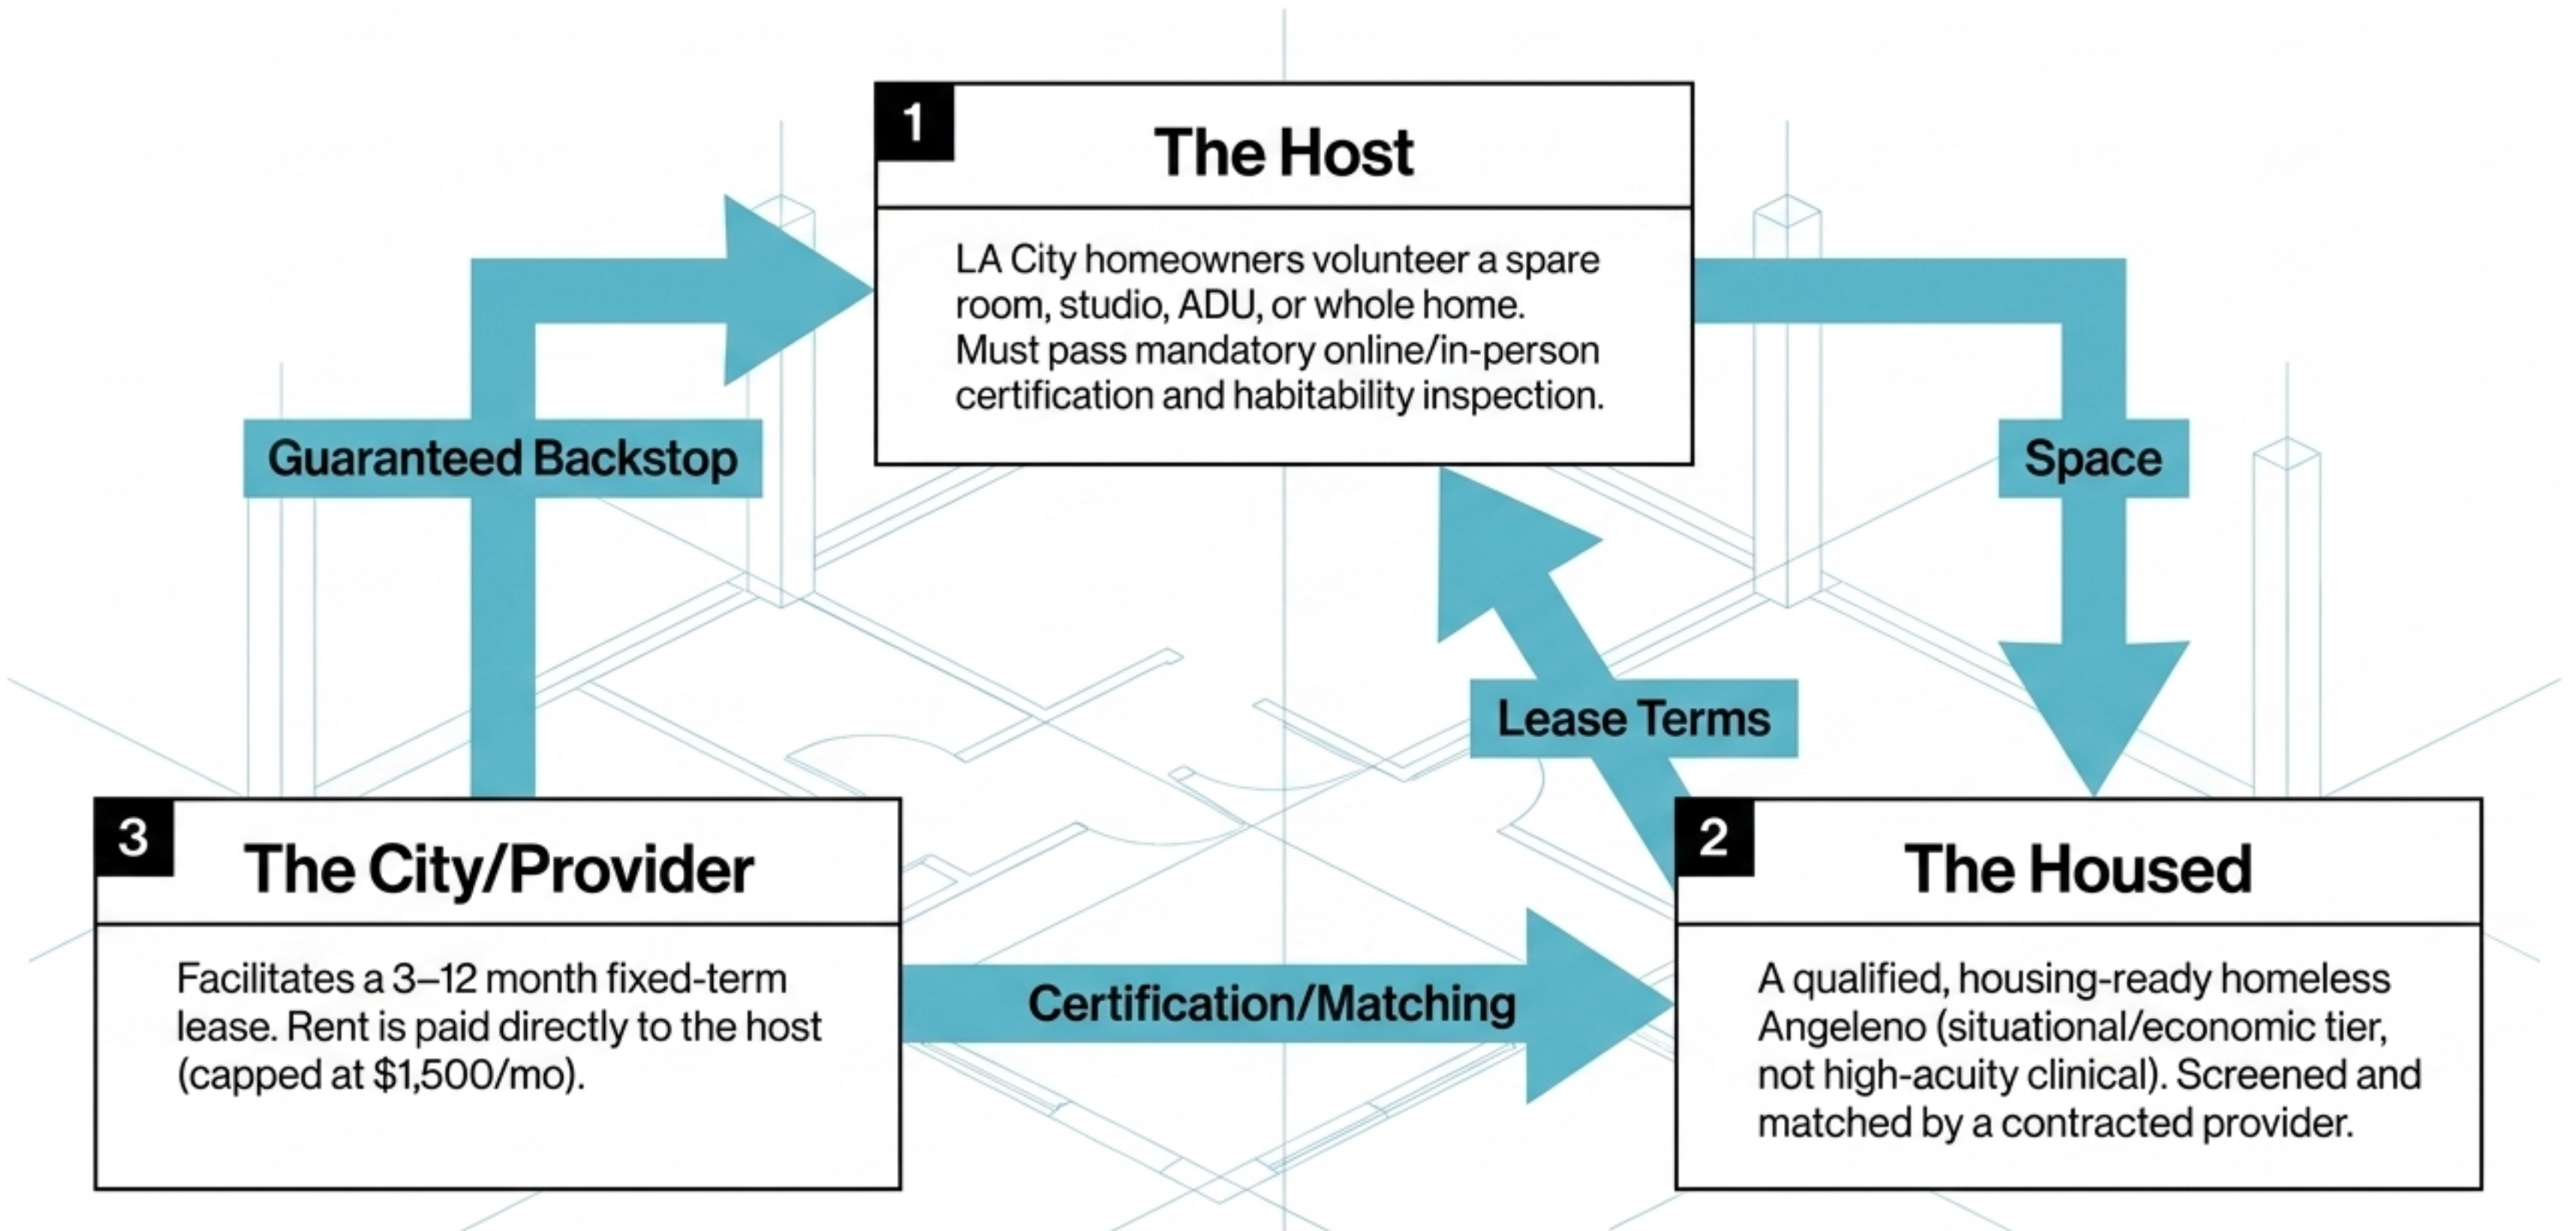 1
The Host
LA City homeowners volunteer a spare
room, studio, ADU, or whole home.
Must pass mandatory online/in-person
certification and habitability inspection.
Guaranteed Backstop
Space
Lease Terms
3
The City/Provider
Facilitates a 3–12 month fixed-term
lease. Rent is paid directly to the host
(capped at $1,500/mo).
Certification/Matching
2
The Housed
A qualified, housing-ready homeless
Angeleno (situational/economic tier,
not high-acuity clinical). Screened and
matched by a contracted provider.